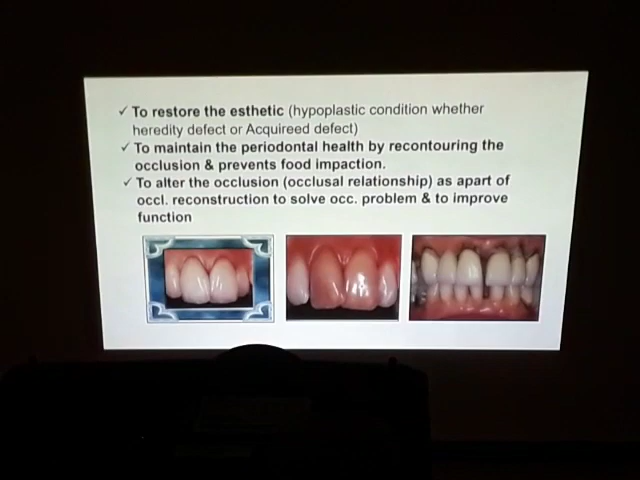 ✓ To restore the esthetic (hypoplastic condition whether
heredity defect or Acquireed defect)
✓ To maintain the periodontal health by recontouring the
occlusion & prevents food impaction.
✓ To alter the occlusion (occlusal relationship) as apart of
occl. reconstruction to solve occ. problem & to improve
function